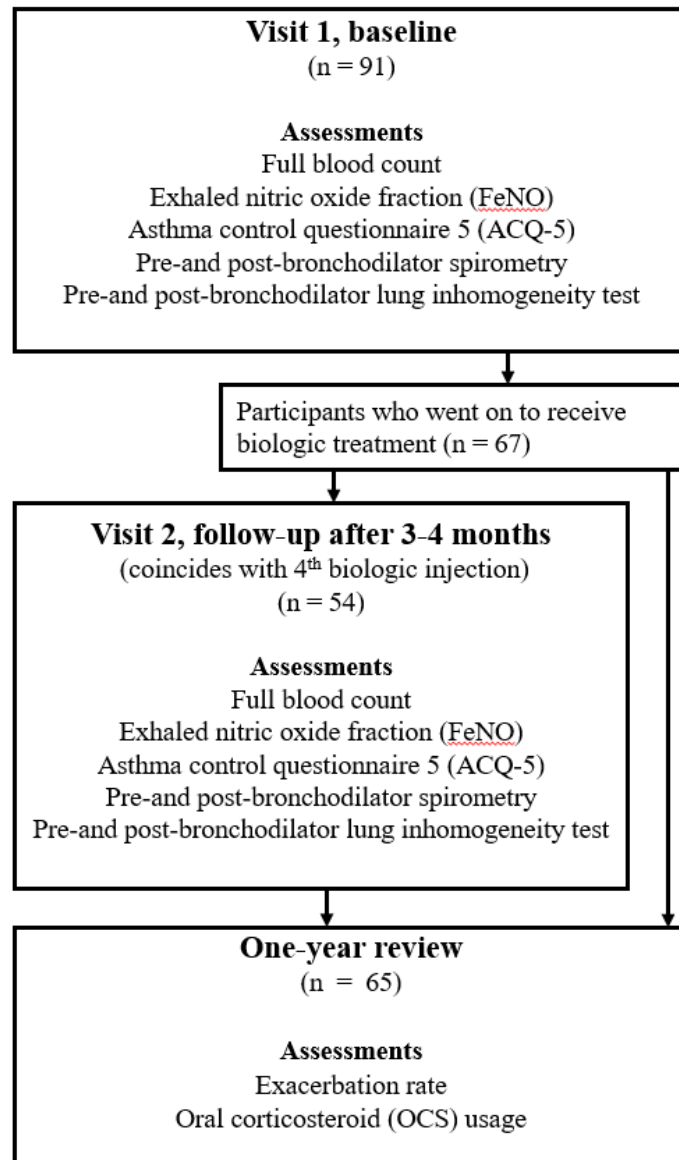 Visit 1, baseline
(n = 91)
Assessments
Full blood count
Exhaled nitric oxide fraction (FeNO)
Asthma control questionnaire 5 (ACQ-5)
Pre-and post-bronchodilator spirometry
Pre-and post-bronchodilator lung inhomogeneity test
Participants who went on to receive
biologic treatment (n = 67)
Visit 2, follow-up after 3-4 months
(coincides with 4th biologic injection)
(n = 54)
Assessments
Full blood count
Exhaled nitric oxide fraction (FeNO)
Asthma control questionnaire 5 (ACQ-5)
Pre-and post-bronchodilator spirometry
Pre-and post-bronchodilator lung inhomogeneity test
One-year review
(n = 65)
Assessments
Exacerbation rate
Oral corticosteroid (OCS) usage